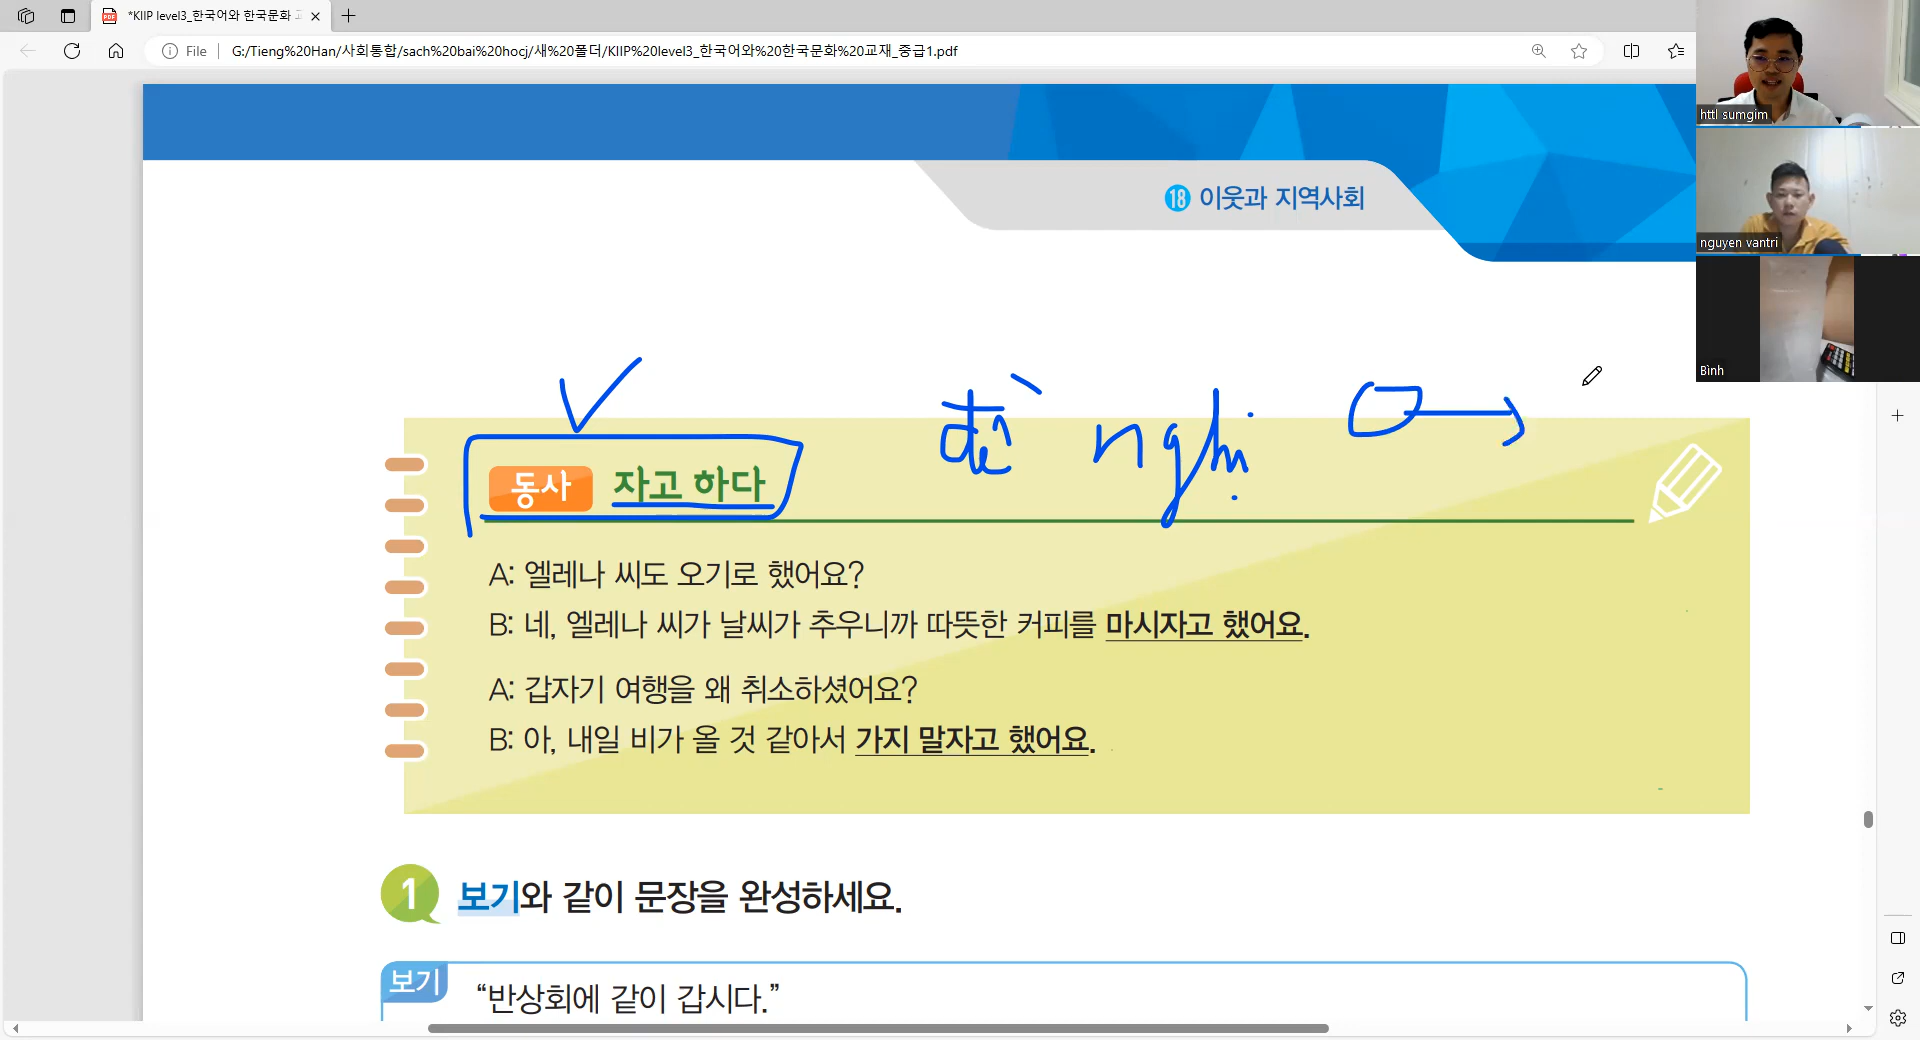 *KIIP level3_한국어와 한국문화 교
File
G:/Tieng%20Han/사회통합/sach%20bai%20hocj/새%20폴더/KIIP%20level3_한국어와%20한국문화%20교재_중급1.pdf
httl sumgim
nguyen vantri
Bình
18 이웃과 지역사회
đề nghị
동사 자고 하다
A: 엘레나 씨도 오기로 했어요?
B: 네, 엘레나 씨가 날씨가 추우니까 따뜻한 커피를 마시자고 했어요.
A: 갑자기 여행을 왜 취소하셨어요?
B: 아, 내일 비가 올 것 같아서 가지 말자고 했어요.
1 보기와 같이 문장을 완성하세요.
보기
“반상회에 같이 갑시다.”